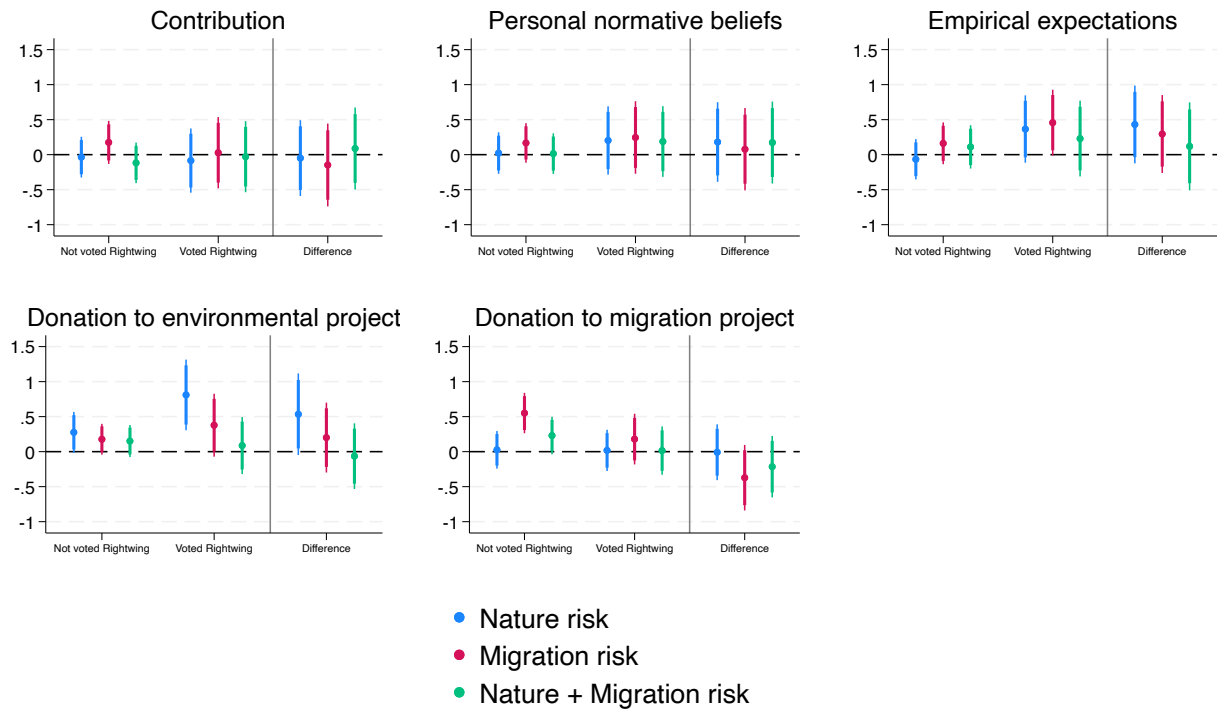 Contribution
1.5
1
.5
0
-.5
-1
Not voted Rightwing
Voted Rightwing
Difference
Personal normative beliefs
1.5
1
.5
0
-.5
-1
Not voted Rightwing
Voted Rightwing
Difference
Empirical expectations
1.5
1
.5
0
-.5
-1
Not voted Rightwing
Voted Rightwing
Difference
Donation to environmental project
1.5
1
.5
0
-.5
-1
Not voted Rightwing
Voted Rightwing
Difference
Donation to migration project
1.5
1
.5
0
-.5
-1
Not voted Rightwing
Voted Rightwing
Difference
Nature risk
Migration risk
Nature + Migration risk